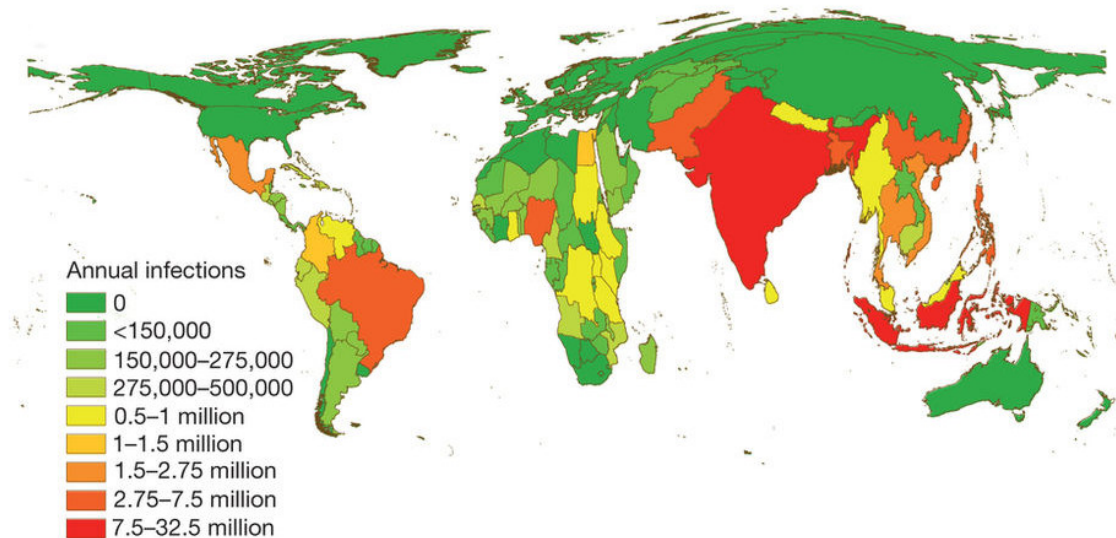 Annual infections
0
<150,000
150,000–275,000
275,000–500,000
0.5–1 million
1–1.5 million
1.5–2.75 million
2.75–7.5 million
7.5–32.5 million